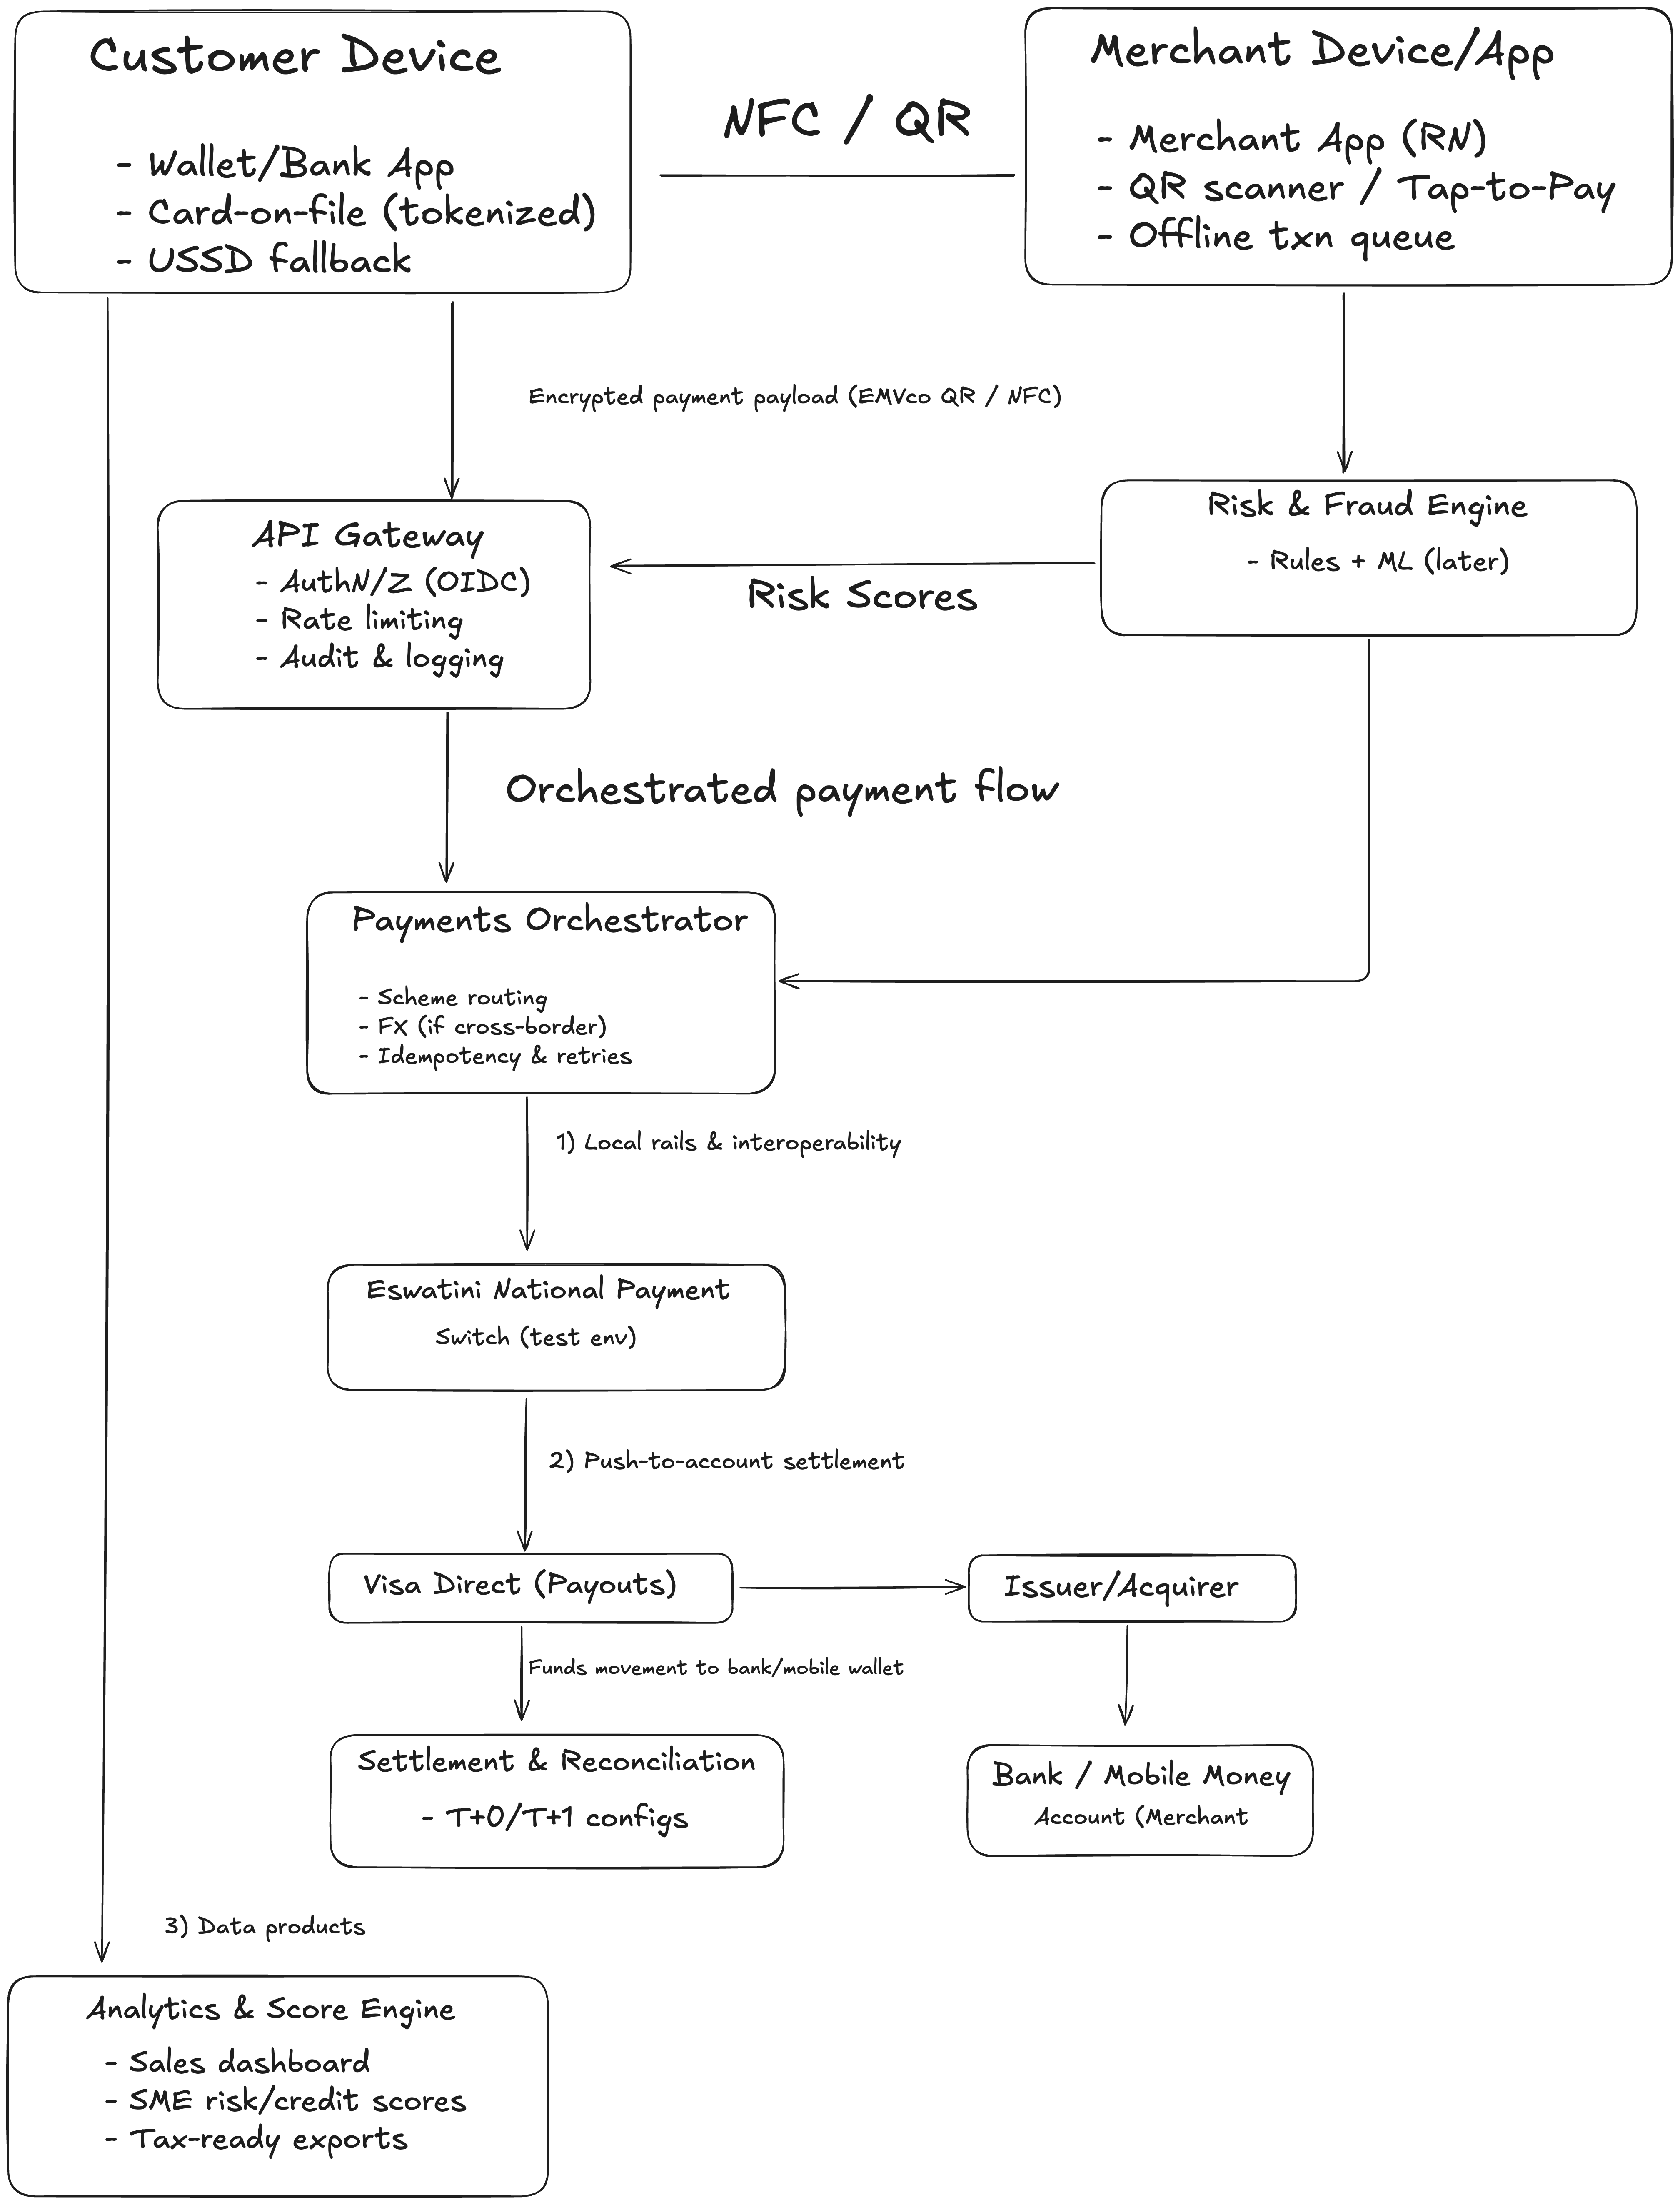 Customer Device
- Wallet/Bank App
- Card-on-file (tokenized)
- USSD fallback
NFC / QR
Merchant Device/App
- Merchant App (RN)
- QR scanner / Tap-to-Pay
- Offline txn queue
Encrypted payment payload (EMVco QR / NFC)
API Gateway
- AuthN/Z (OIDC)
- Rate limiting
- Audit & logging
Risk Scores
Risk & Fraud Engine
- Rules + ML (later)
Orchestrated payment flow
Payments Orchestrator
- Scheme routing
- FX (if cross-border)
- Idempotency & retries
1) Local rails & interoperability
Eswatini National Payment
Switch (test env)
2) Push-to-account settlement
Visa Direct (Payouts)
Issuer/Acquirer
Funds movement to bank/mobile wallet
Settlement & Reconciliation
- T+0/T+1 configs
Bank / Mobile Money
Account (Merchant
3) Data products
Analytics & Score Engine
- Sales dashboard
- SME risk/credit scores
- Tax-ready exports